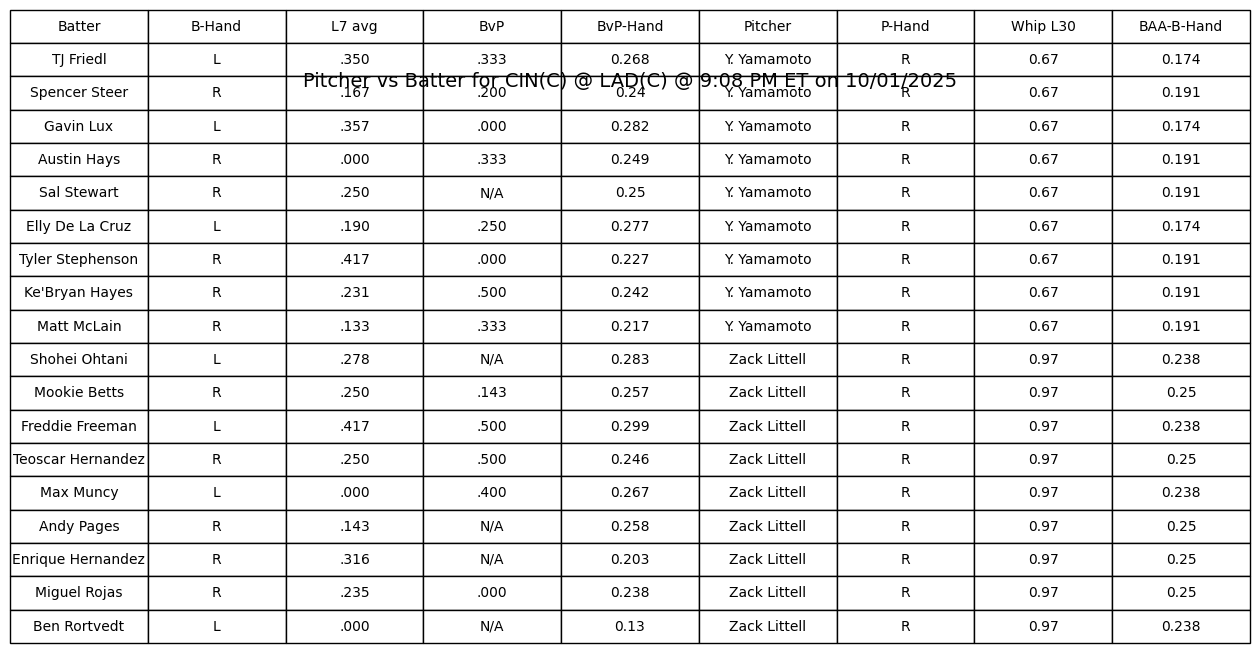 Batter B-Hand L7 avg BvP BvP-Hand Pitcher P-Hand Whip L30 BAA-B-Hand
TJ Friedl L .350 .333 0.268 Y. Yamamoto R 0.67 0.174
Pitcher vs Batter for CIN(C) @ LAD(C) @ 9:08 PM ET on 10/01/2025
Spencer Steer R .167 .200 0.24 Y. Yamamoto R 0.67 0.191
Gavin Lux L .357 .000 0.282 Y. Yamamoto R 0.67 0.174
Austin Hays R .000 .333 0.249 Y. Yamamoto R 0.67 0.191
Sal Stewart R .250 N/A 0.25 Y. Yamamoto R 0.67 0.191
Elly De La Cruz L .190 .250 0.277 Y. Yamamoto R 0.67 0.174
Tyler Stephenson R .417 .000 0.227 Y. Yamamoto R 0.67 0.191
Ke'Bryan Hayes R .231 .500 0.242 Y. Yamamoto R 0.67 0.191
Matt McLain R .133 .333 0.217 Y. Yamamoto R 0.67 0.191
Shohei Ohtani L .278 N/A 0.283 Zack Littell R 0.97 0.238
Mookie Betts R .250 .143 0.257 Zack Littell R 0.97 0.25
Freddie Freeman L .417 .500 0.299 Zack Littell R 0.97 0.238
Teoscar Hernandez R .250 .500 0.246 Zack Littell R 0.97 0.25
Max Muncy L .000 .400 0.267 Zack Littell R 0.97 0.238
Andy Pages R .143 N/A 0.258 Zack Littell R 0.97 0.25
Enrique Hernandez R .316 N/A 0.203 Zack Littell R 0.97 0.25
Miguel Rojas R .235 .000 0.238 Zack Littell R 0.97 0.25
Ben Rortvedt L .000 N/A 0.13 Zack Littell R 0.97 0.238